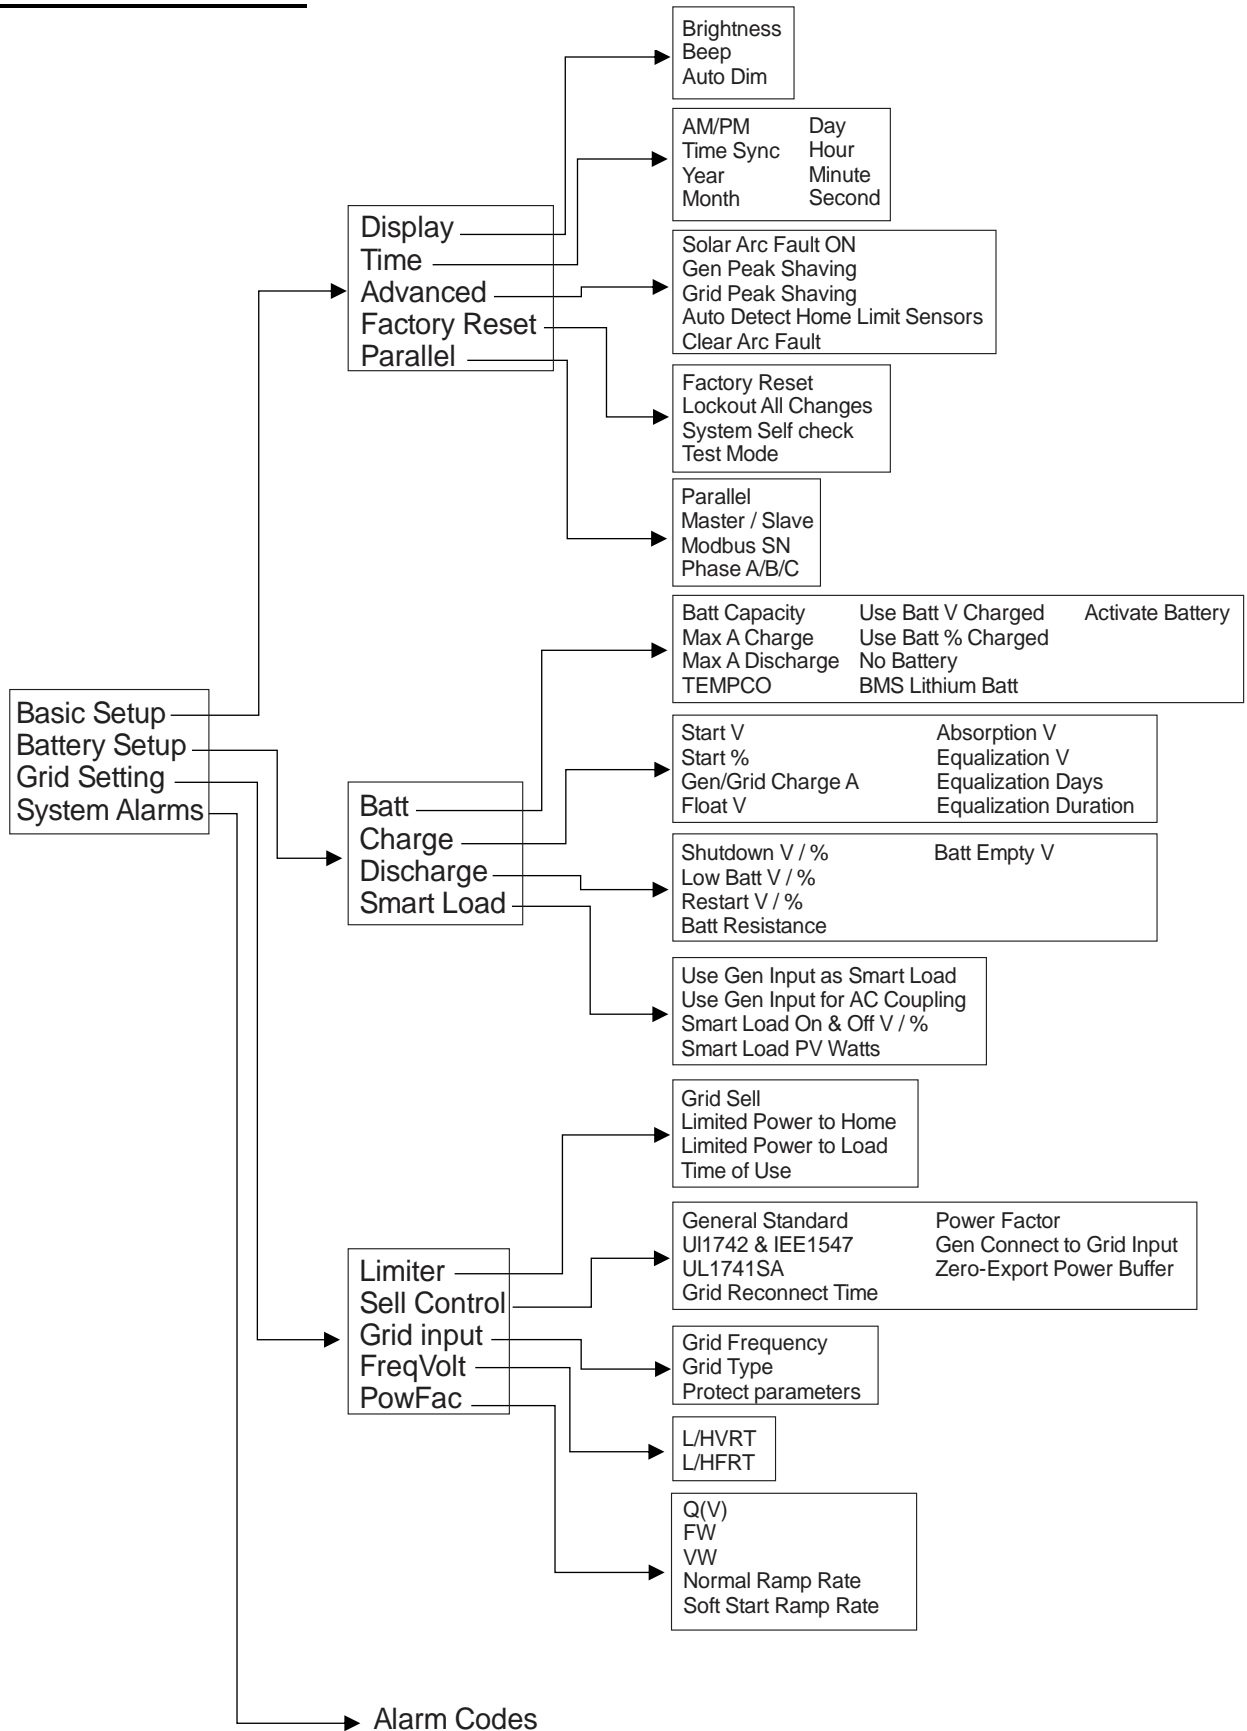 Brightness
Beep
Auto Dim
AM/PM Day
Time Sync Hour
Year Minute
Month Second
Display
Time
Advanced
Factory Reset
Parallel
Solar Arc Fault ON
Gen Peak Shaving
Grid Peak Shaving
Auto Detect Home Limit Sensors
Clear Arc Fault
Factory Reset
Lockout All Changes
System Self check
Test Mode
Parallel
Master / Slave
Modbus SN
Phase A/B/C
Basic Setup
Battery Setup
Grid Setting
System Alarms
Batt Capacity Use Batt V Charged Activate Battery
Max A Charge Use Batt % Charged
Max A Discharge No Battery
TEMPCO BMS Lithium Batt
Start V Absorption V
Start % Equalization V
Gen/Grid Charge A Equalization Days
Float V Equalization Duration
Batt
Charge
Discharge
Smart Load
Shutdown V / % Batt Empty V
Low Batt V / %
Restart V / %
Batt Resistance
Use Gen Input as Smart Load
Use Gen Input for AC Coupling
Smart Load On & Off V / %
Smart Load PV Watts
Grid Sell
Limited Power to Home
Limited Power to Load
Time of Use
General Standard Power Factor
UI1742 & IEE1547 Gen Connect to Grid Input
UL1741SA Zero-Export Power Buffer
Grid Reconnect Time
Limiter
Sell Control
Grid input
FreqVolt
PowFac
Grid Frequency
Grid Type
Protect parameters
L/HVRT
L/HFRT
Q(V)
FW
VW
Normal Ramp Rate
Soft Start Ramp Rate
Alarm Codes